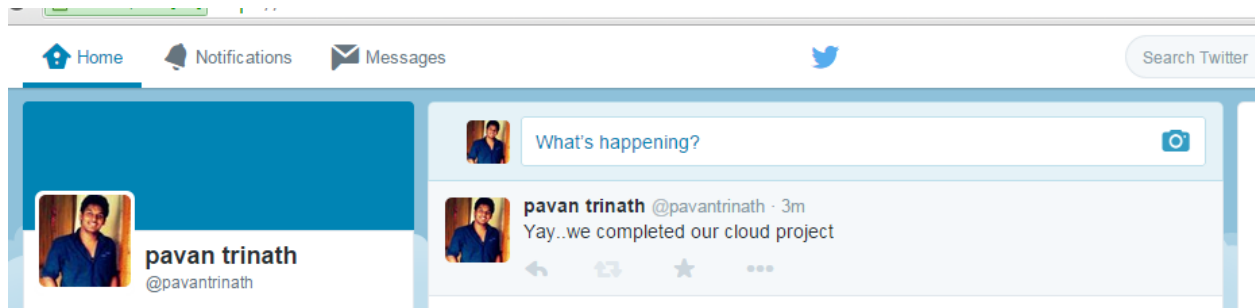 Home
Notifications
Messages
Search Twitter
What's happening?
pavan trinath @pavantrinath · 3m
Yay..we completed our cloud project
pavan trinath
@pavantrinath